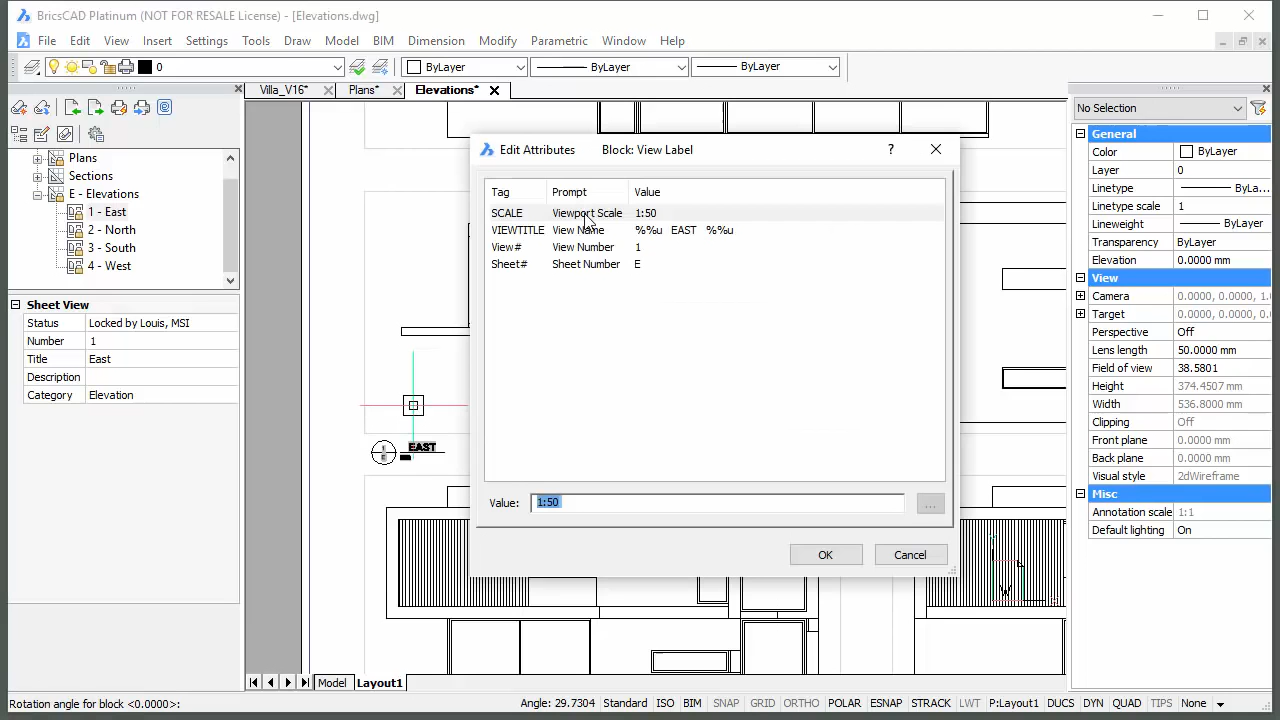 BricsCAD Platinum (NOT FOR RESALE License) - [Elevations.dwg]
File Edit View Insert Settings Tools Draw Model BIM Dimension Modify Parametric Window Help
0 ByLayer ByLayer ByLayer
Villa_V16* Plans* Elevations*
No Selection
Plans
Sections
E - Elevations
1 - East
2 - North
3 - South
4 - West
Sheet View
Status Locked by Louis, MSI
Number 1
Title East
Description
Category Elevation
Edit Attributes Block: View Label
Tag Prompt Value
SCALE Viewport Scale 1:50
VIEWTITLE View Name %%u EAST %%u
View# View Number 1
Sheet# Sheet Number E
Value: 1:50 ...
OK Cancel
EAST
General
Color ByLayer
Layer 0
Linetype ByLa...
Linetype scale 1
Lineweight ByLayer
Transparency ByLayer
Elevation 0.0000 mm
View
Camera 0.0000, 0.0000, 1.
Target 0.0000, 0.0000, 0.
Perspective Off
Lens length 50.0000 mm
Field of view 38.5801
Height 374.4507 mm
Width 536.8000 mm
Clipping Off
Front plane 0.0000 mm
Back plane 0.0000 mm
Visual style 2dWireframe
Misc
Annotation scale 1:1
Default lighting On
Model Layout1
Rotation angle for block <0.0000>: Angle: 29.7304 Standard ISO BIM SNAP GRID ORTHO POLAR ESNAP STRACK LWT P:Layout1 DUCS DYN QUAD TIPS None